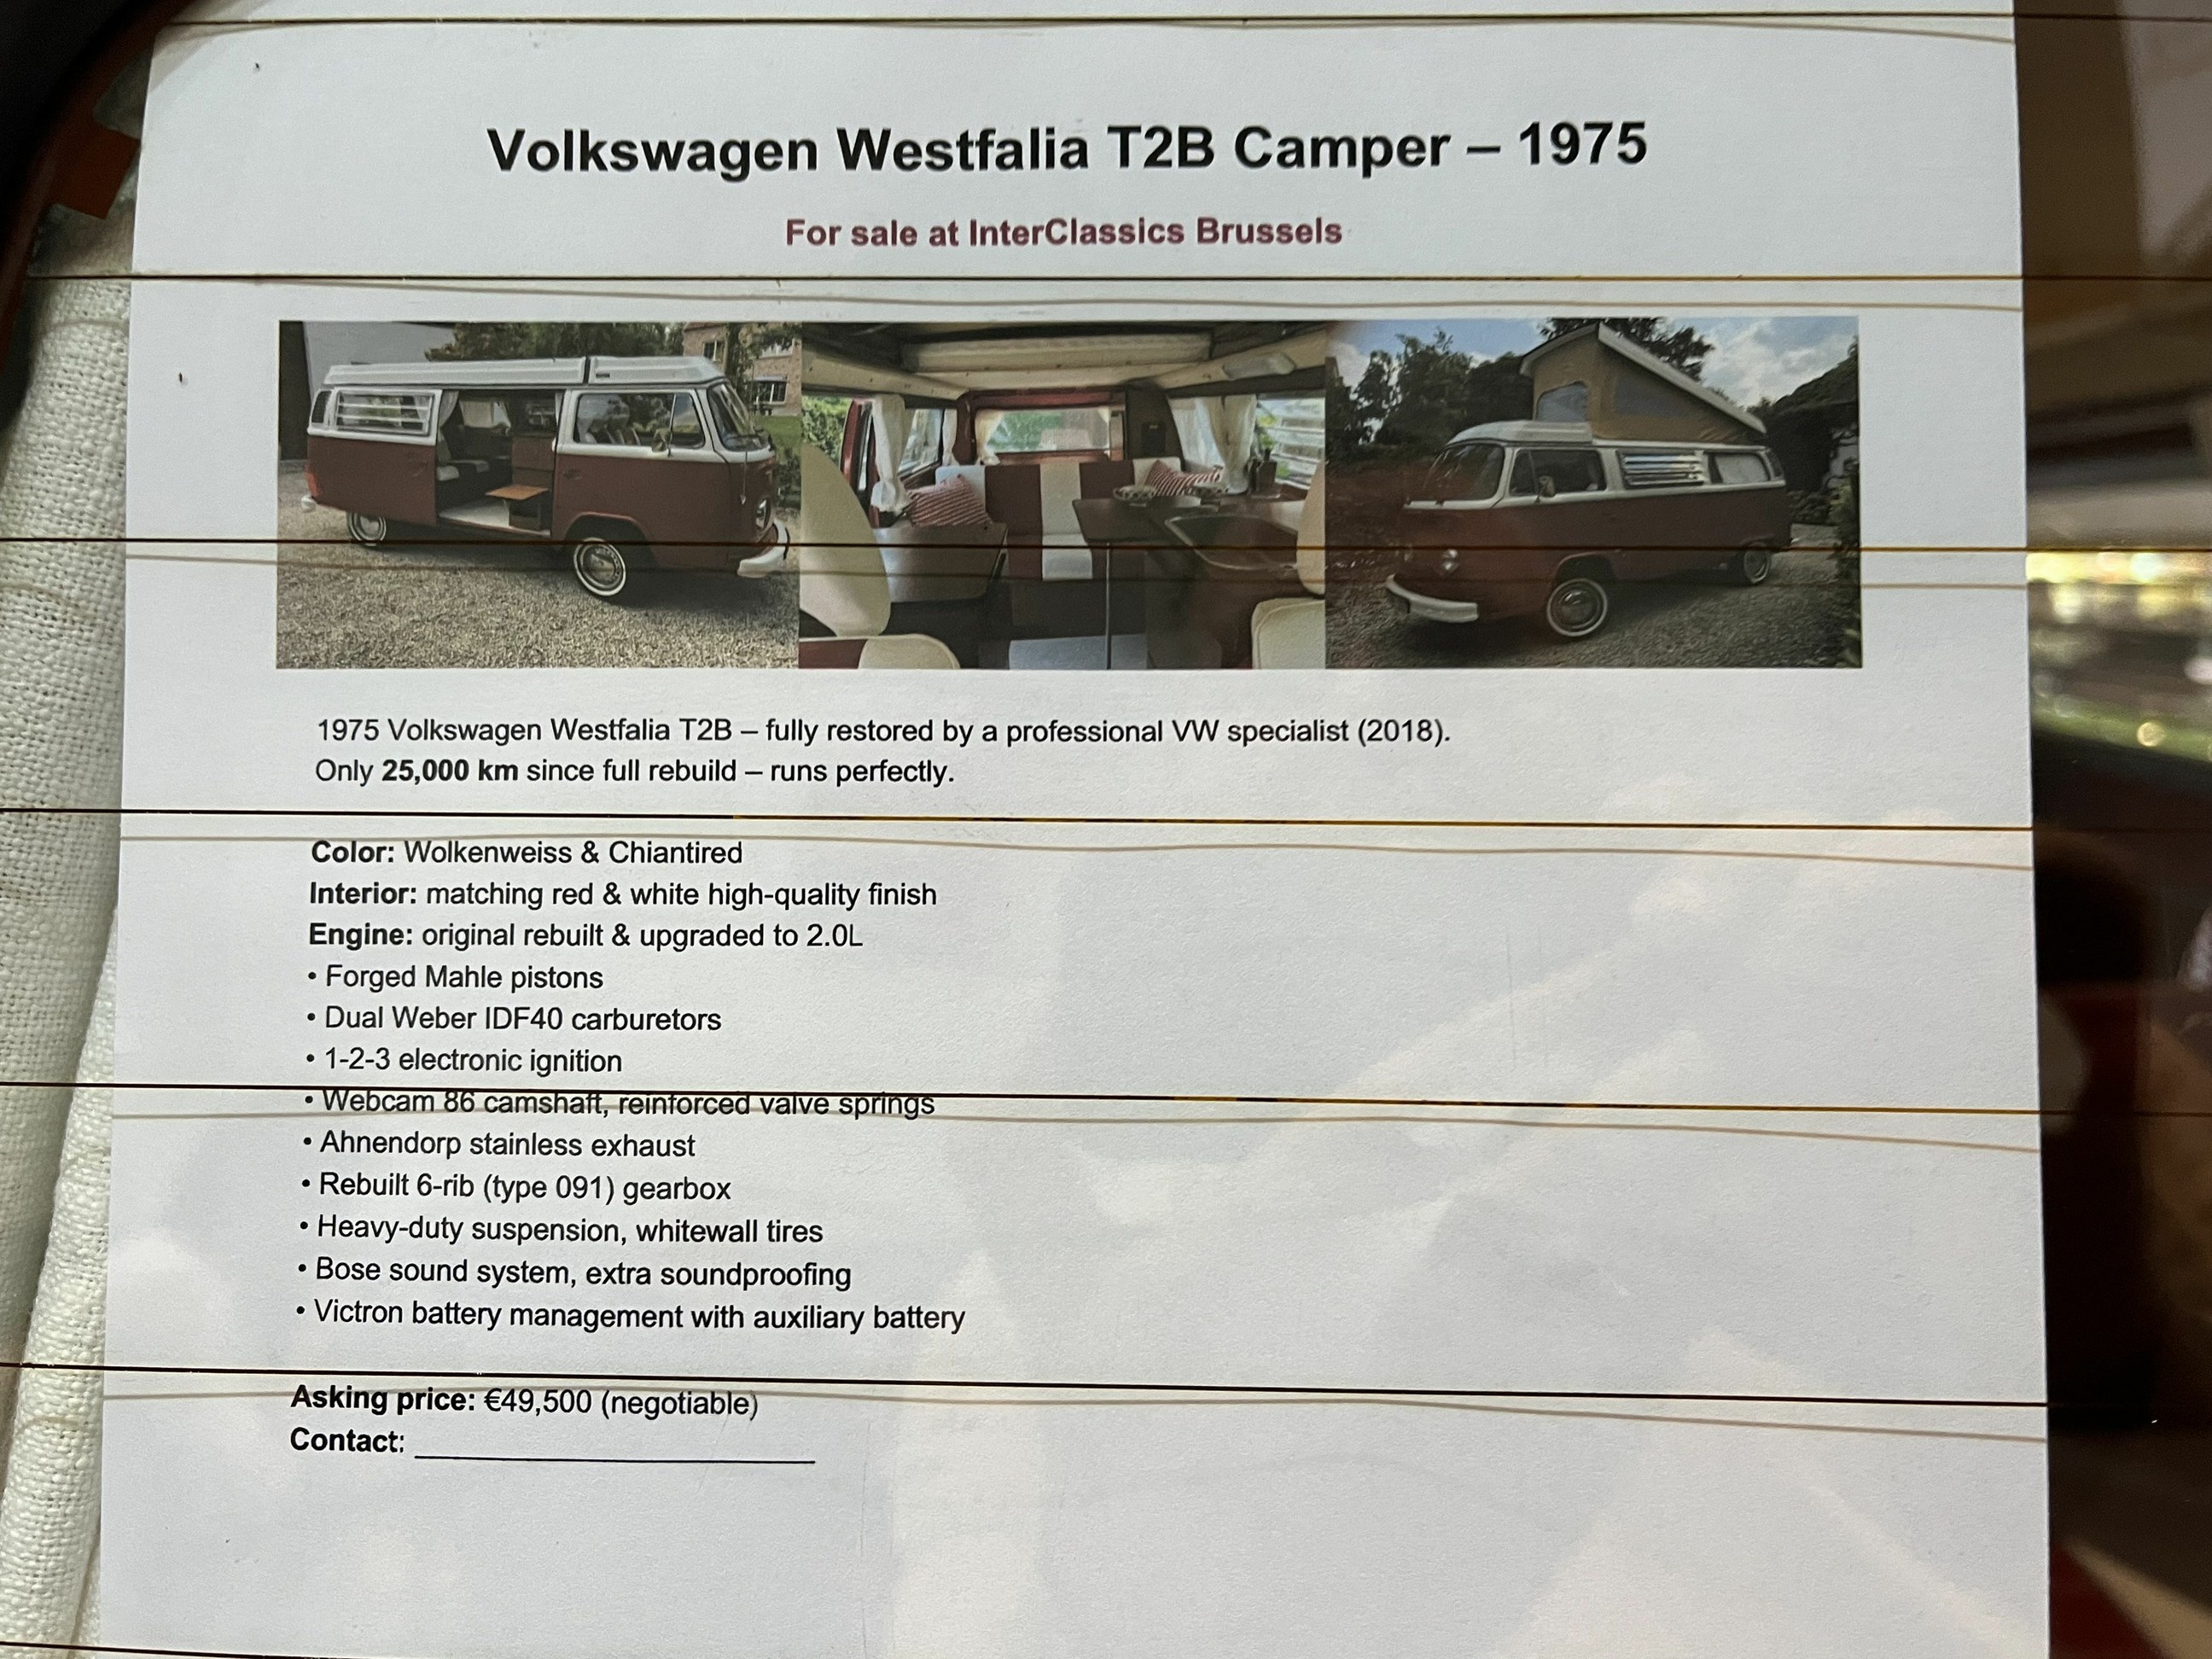 Volkswagen Westfalia T2B Camper – 1975
For sale at InterClassics Brussels
1975 Volkswagen Westfalia T2B – fully restored by a professional VW specialist (2018).
Only 25,000 km since full rebuild – runs perfectly.
Color: Wolkenweiss & Chiantired
Interior: matching red & white high-quality finish
Engine: original rebuilt & upgraded to 2.0L
• Forged Mahle pistons
• Dual Weber IDF40 carburetors
• 1-2-3 electronic ignition
• Webcam 86 camshaft, reinforced valve springs
• Ahnendorp stainless exhaust
• Rebuilt 6-rib (type 091) gearbox
• Heavy-duty suspension, whitewall tires
• Bose sound system, extra soundproofing
• Victron battery management with auxiliary battery
Asking price: €49,500 (negotiable)
Contact: ____________________